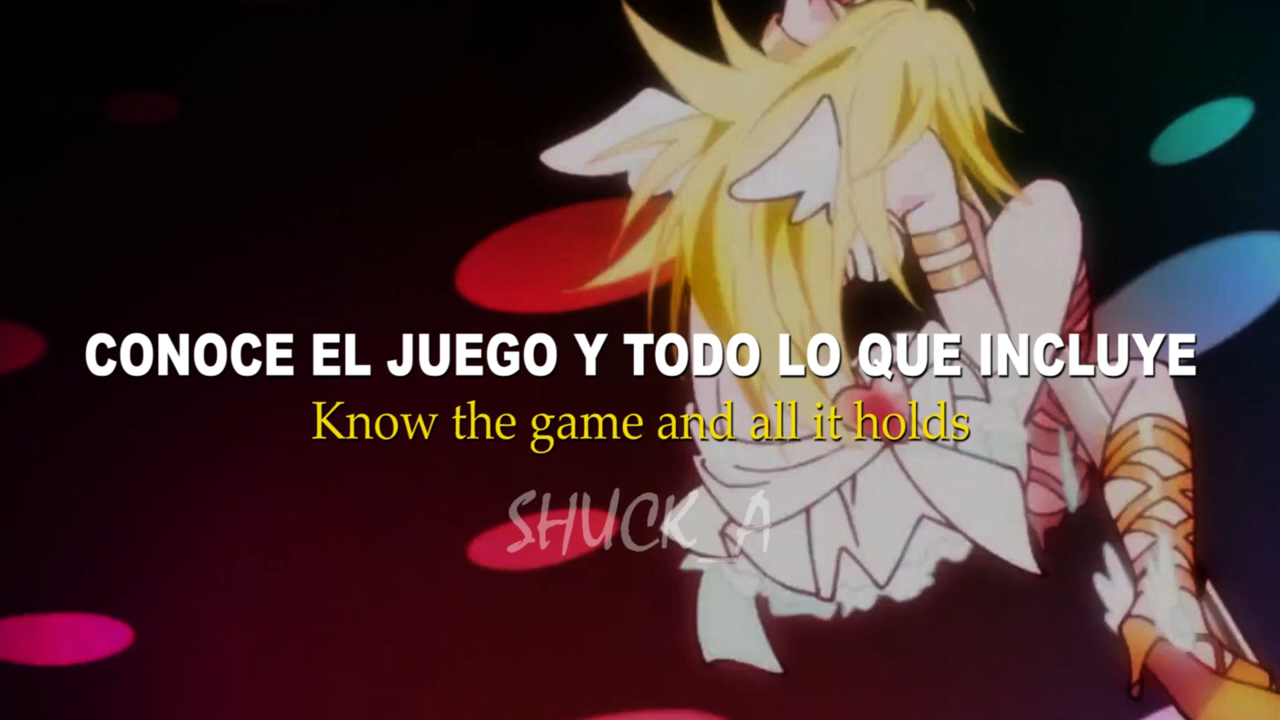 CONOCE EL JUEGO Y TODO LO QUE INCLUYE
Know the game and all it holds
SHUCK_A